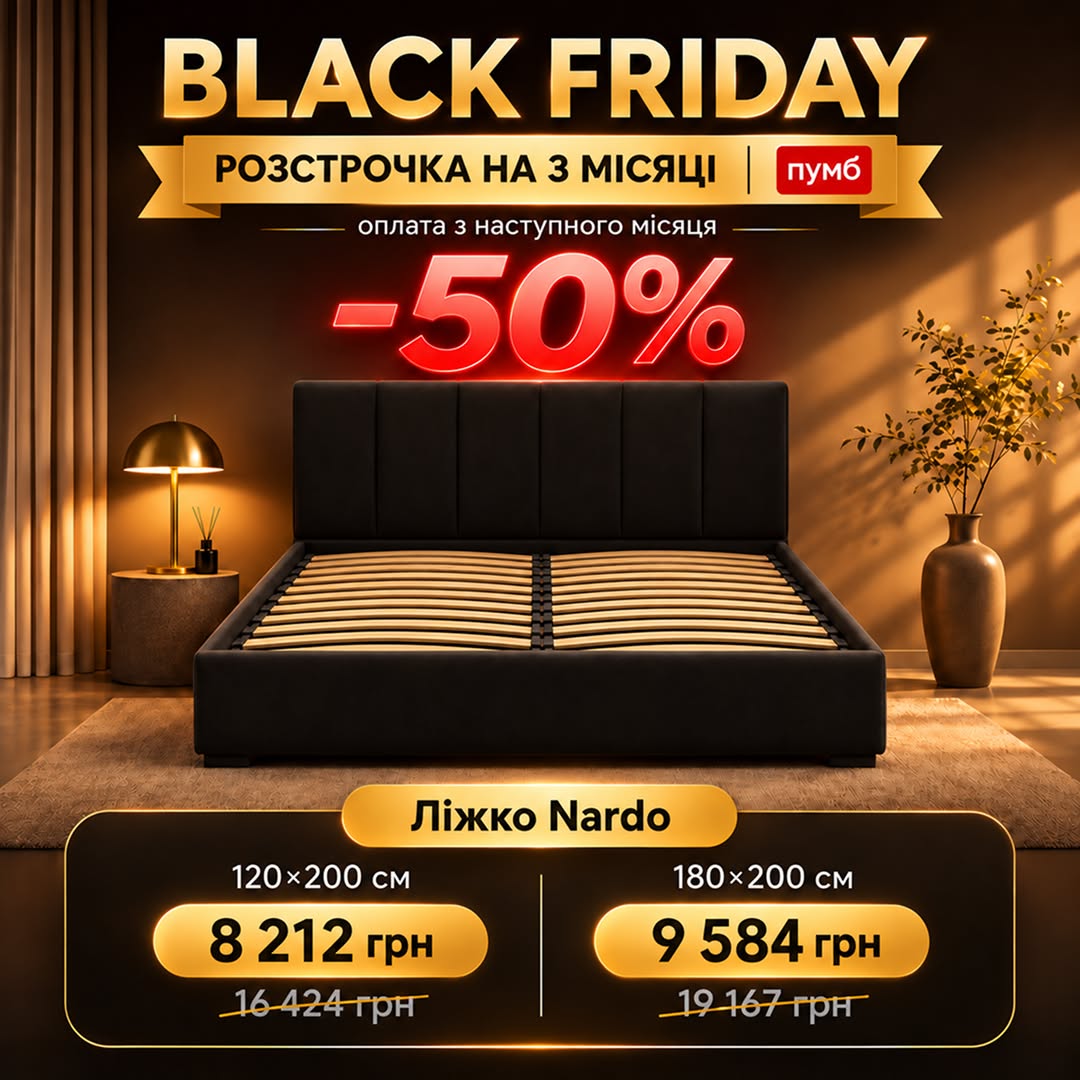 BLACK FRIDAY
РОЗСТРОЧКА НА 3 МІСЯЦІ | пумб
оплата з наступного місяця
-50%
Ліжко Nardo
120×200 см
8 212 грн
16 424 грн
180×200 см
9 584 грн
19 167 грн